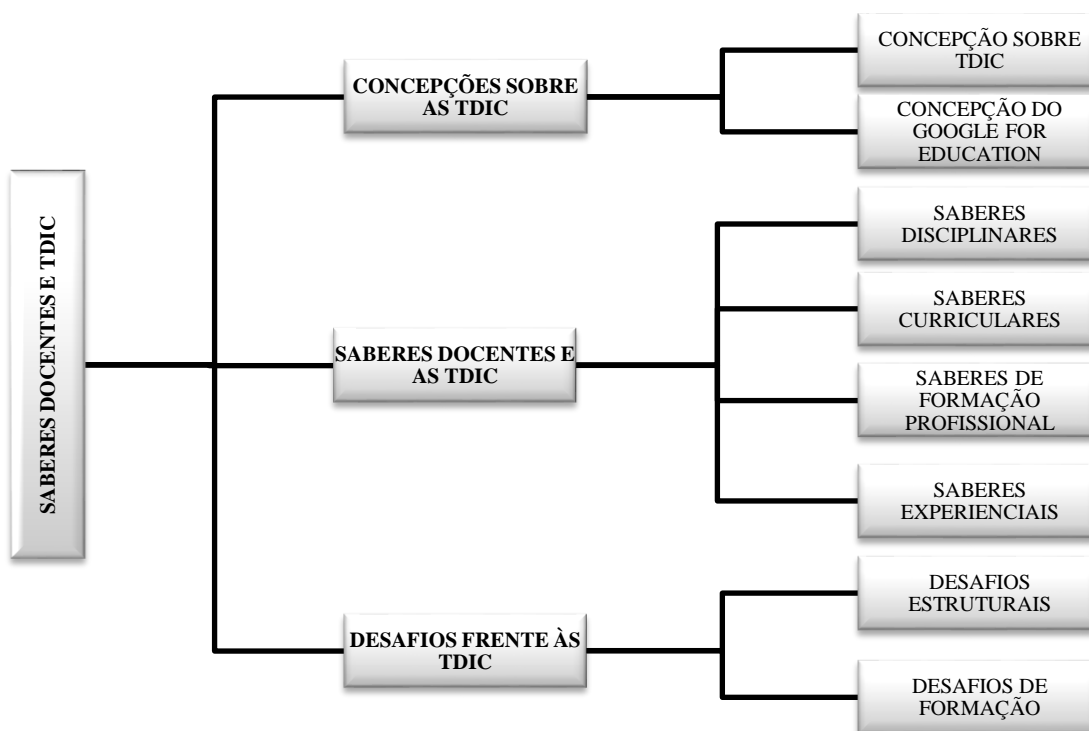 SABERES DOCENTES E TDIC
CONCEPÇÕES SOBRE
AS TDIC
CONCEPÇÃO SOBRE
TDIC
CONCEPÇÃO DO
GOOGLE FOR
EDUCATION
SABERES DOCENTES E
AS TDIC
SABERES
DISCIPLINARES
SABERES
CURRICULARES
SABERES DE
FORMAÇÃO
PROFISSIONAL
SABERES
EXPERIENCIAIS
DESAFIOS FRENTE ÀS
TDIC
DESAFIOS
ESTRUTURAIS
DESAFIOS DE
FORMAÇÃO